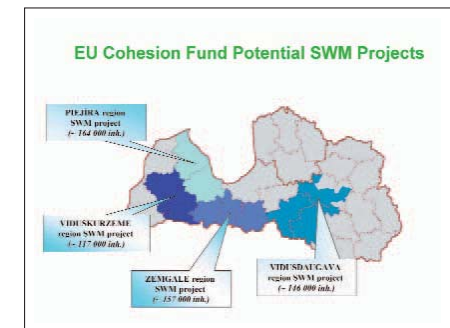 EU Cohesion Fund Potential SWM Projects
PIEJŪRA region
SWM project
(~ 164 000 inh.)
VIDUSKURZEME
region SWM project
(~ 117 000 inh.)
ZEMGALE region
SWM project
(~ 157 000 inh.)
VIDUSDAUGAVA
region SWM project
(~ 146 000 inh.)